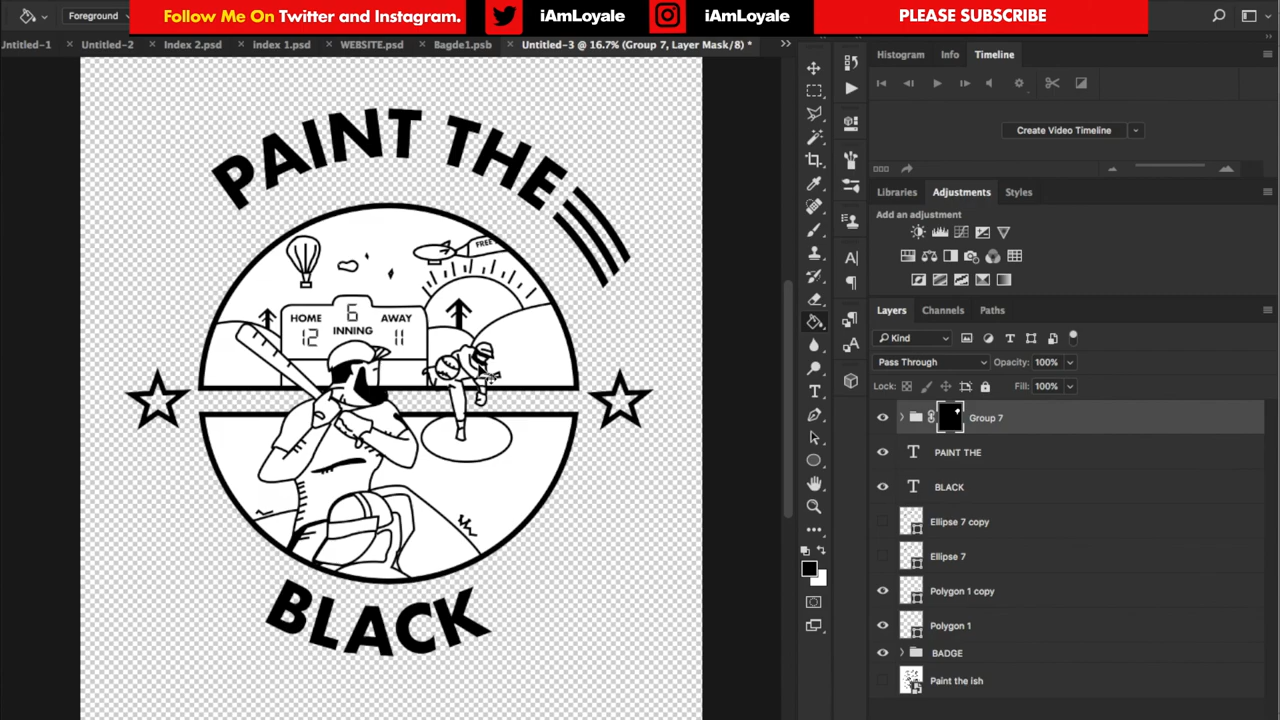 Follow Me On Twitter and Instagram. iAmLoyale iAmLoyale PLEASE SUBSCRIBE
Foreground
Untitled-1 × Untitled-2 × Index 2.psd × index 1.psd × WEBSITE.psd × Bagde1.psb × Untitled-3 @ 16.7% (Group 7, Layer Mask/8) *
Histogram Info Timeline
Create Video Timeline
Libraries Adjustments Styles
Add an adjustment
Layers Channels Paths
Kind
Pass Through Opacity: 100%
Lock: Fill: 100%
Group 7
PAINT THE
BLACK
Ellipse 7 copy
Ellipse 7
Polygon 1 copy
Polygon 1
BADGE
Paint the ish
PAINT THE
FREE
HOME 6 AWAY
12 INNING 11
BLACK